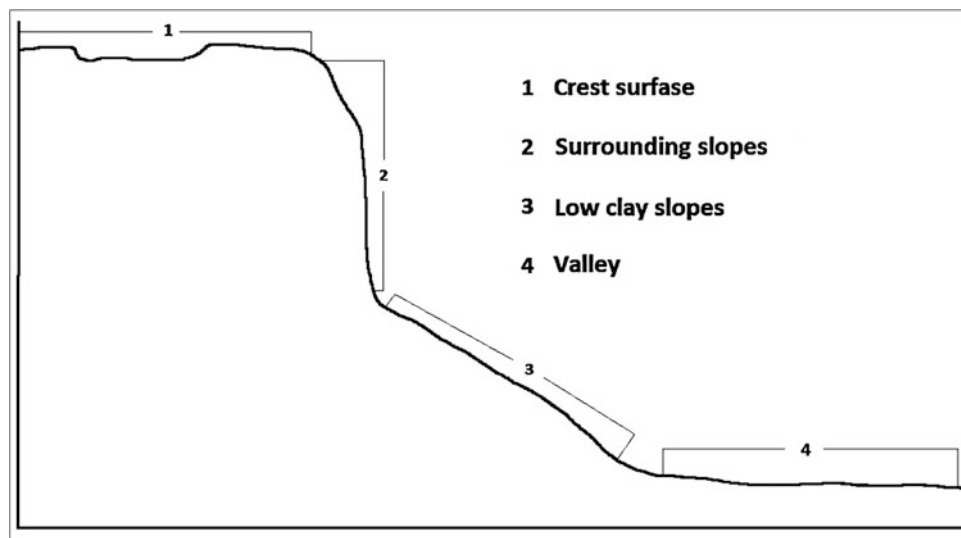 1
1 Crest surfase
2 Surrounding slopes
2
3 Low clay slopes
4 Valley
3
4